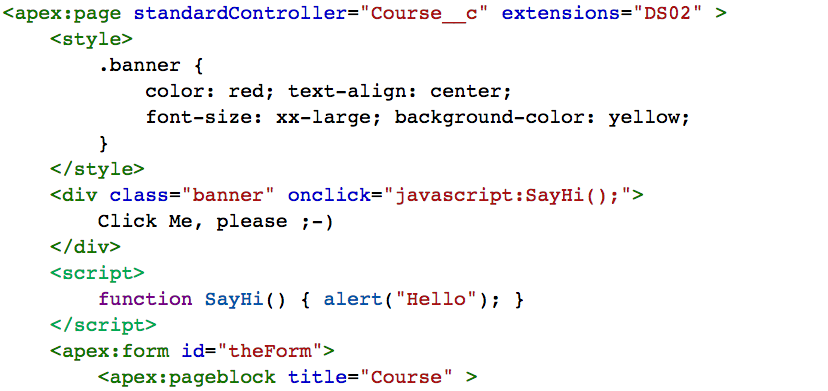 <apex:page standardController="Course__c" extensions="DS02" >
<style>
.banner {
color: red; text-align: center;
font-size: xx-large; background-color: yellow;
}
</style>
<div class="banner" onclick="javascript:SayHi();">
Click Me, please ;-)
</div>
<script>
function SayHi() { alert("Hello"); }
</script>
<apex:form id="theForm">
<apex:pageblock title="Course" >